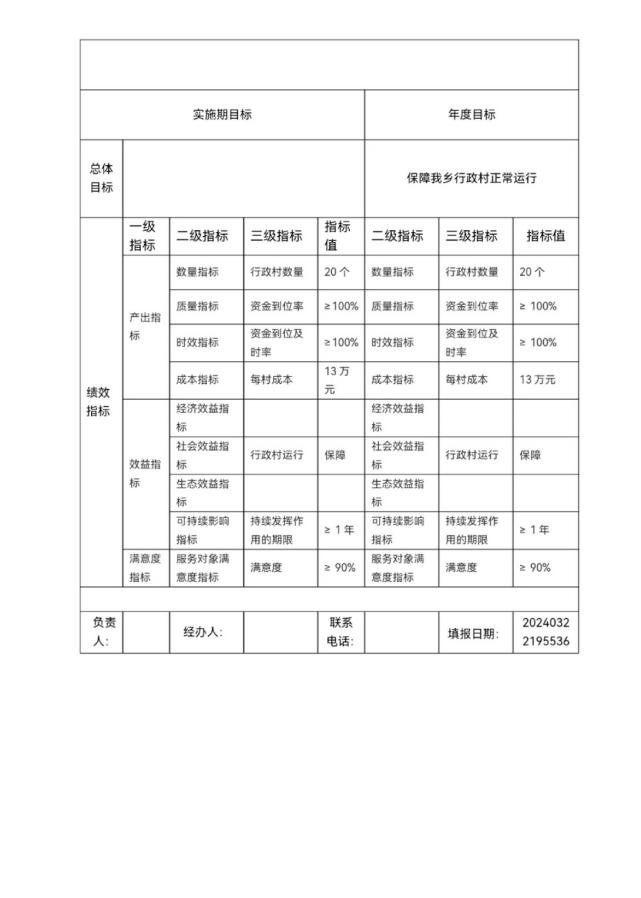 实施期目标 年度目标
总体
目标
保障我乡行政村正常运行
绩效
指标
一级
指标
二级指标 三级指标 指标
值
二级指标 三级指标 指标值
产出指
标
数量指标 行政村数量 20 个 数量指标 行政村数量 20 个
质量指标 资金到位率 ≥100% 质量指标 资金到位率 ≥ 100%
时效指标 资金到位及
时率
≥100% 时效指标 资金到位及
时率
≥ 100%
成本指标 每村成本 13 万
元
成本指标 每村成本 13 万元
效益指
标
经济效益指
标
经济效益指
标
社会效益指
标
行政村运行 保障 社会效益指
标
行政村运行 保障
生态效益指
标
生态效益指
标
可持续影响
指标
持续发挥作
用的期限
≥ 1 年 可持续影响
指标
持续发挥作
用的期限
≥ 1 年
满意度
指标
服务对象满
意度指标
满意度 ≥ 90% 服务对象满
意度指标
满意度 ≥ 90%
负责
人：
经办人： 联系
电话：
填报日期： 2024032
2195536